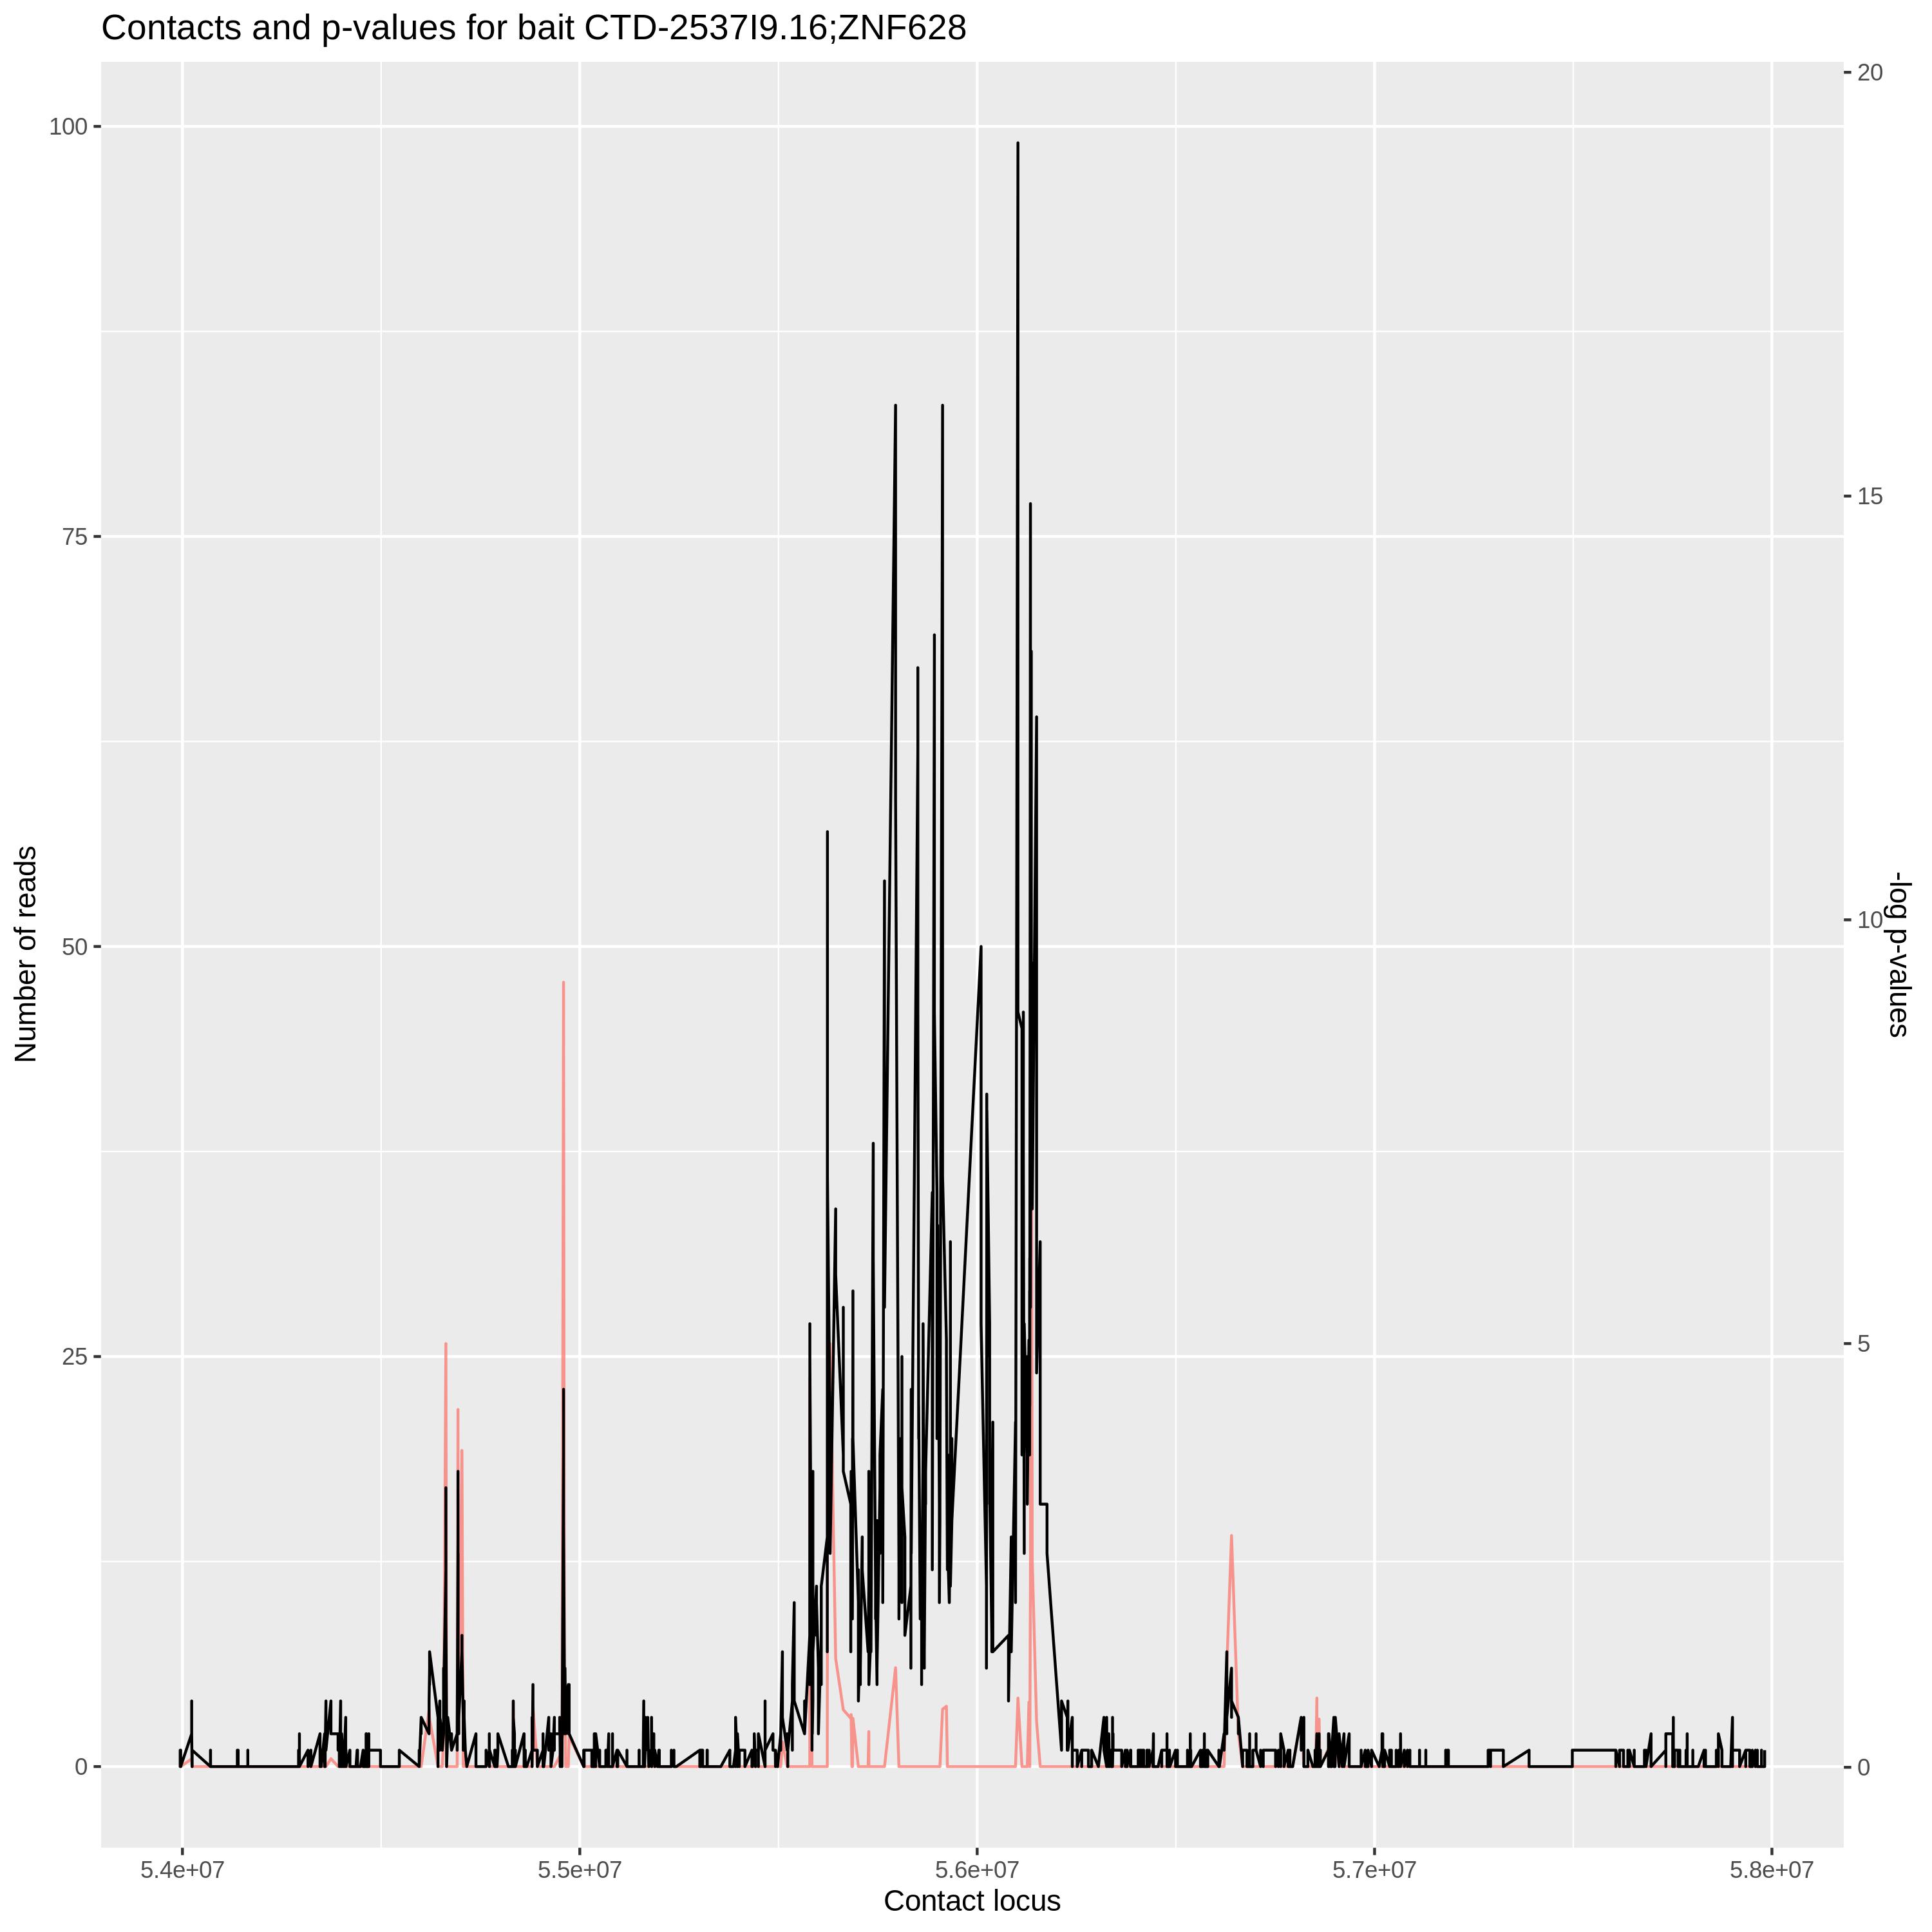 Contacts and p-values for bait CTD-2537I9.16;ZNF628
100
75
50
25
0
Number of reads
20
15
10
5
0
-log p-values
5.4e+07
5.5e+07
5.6e+07
5.7e+07
5.8e+07
Contact locus